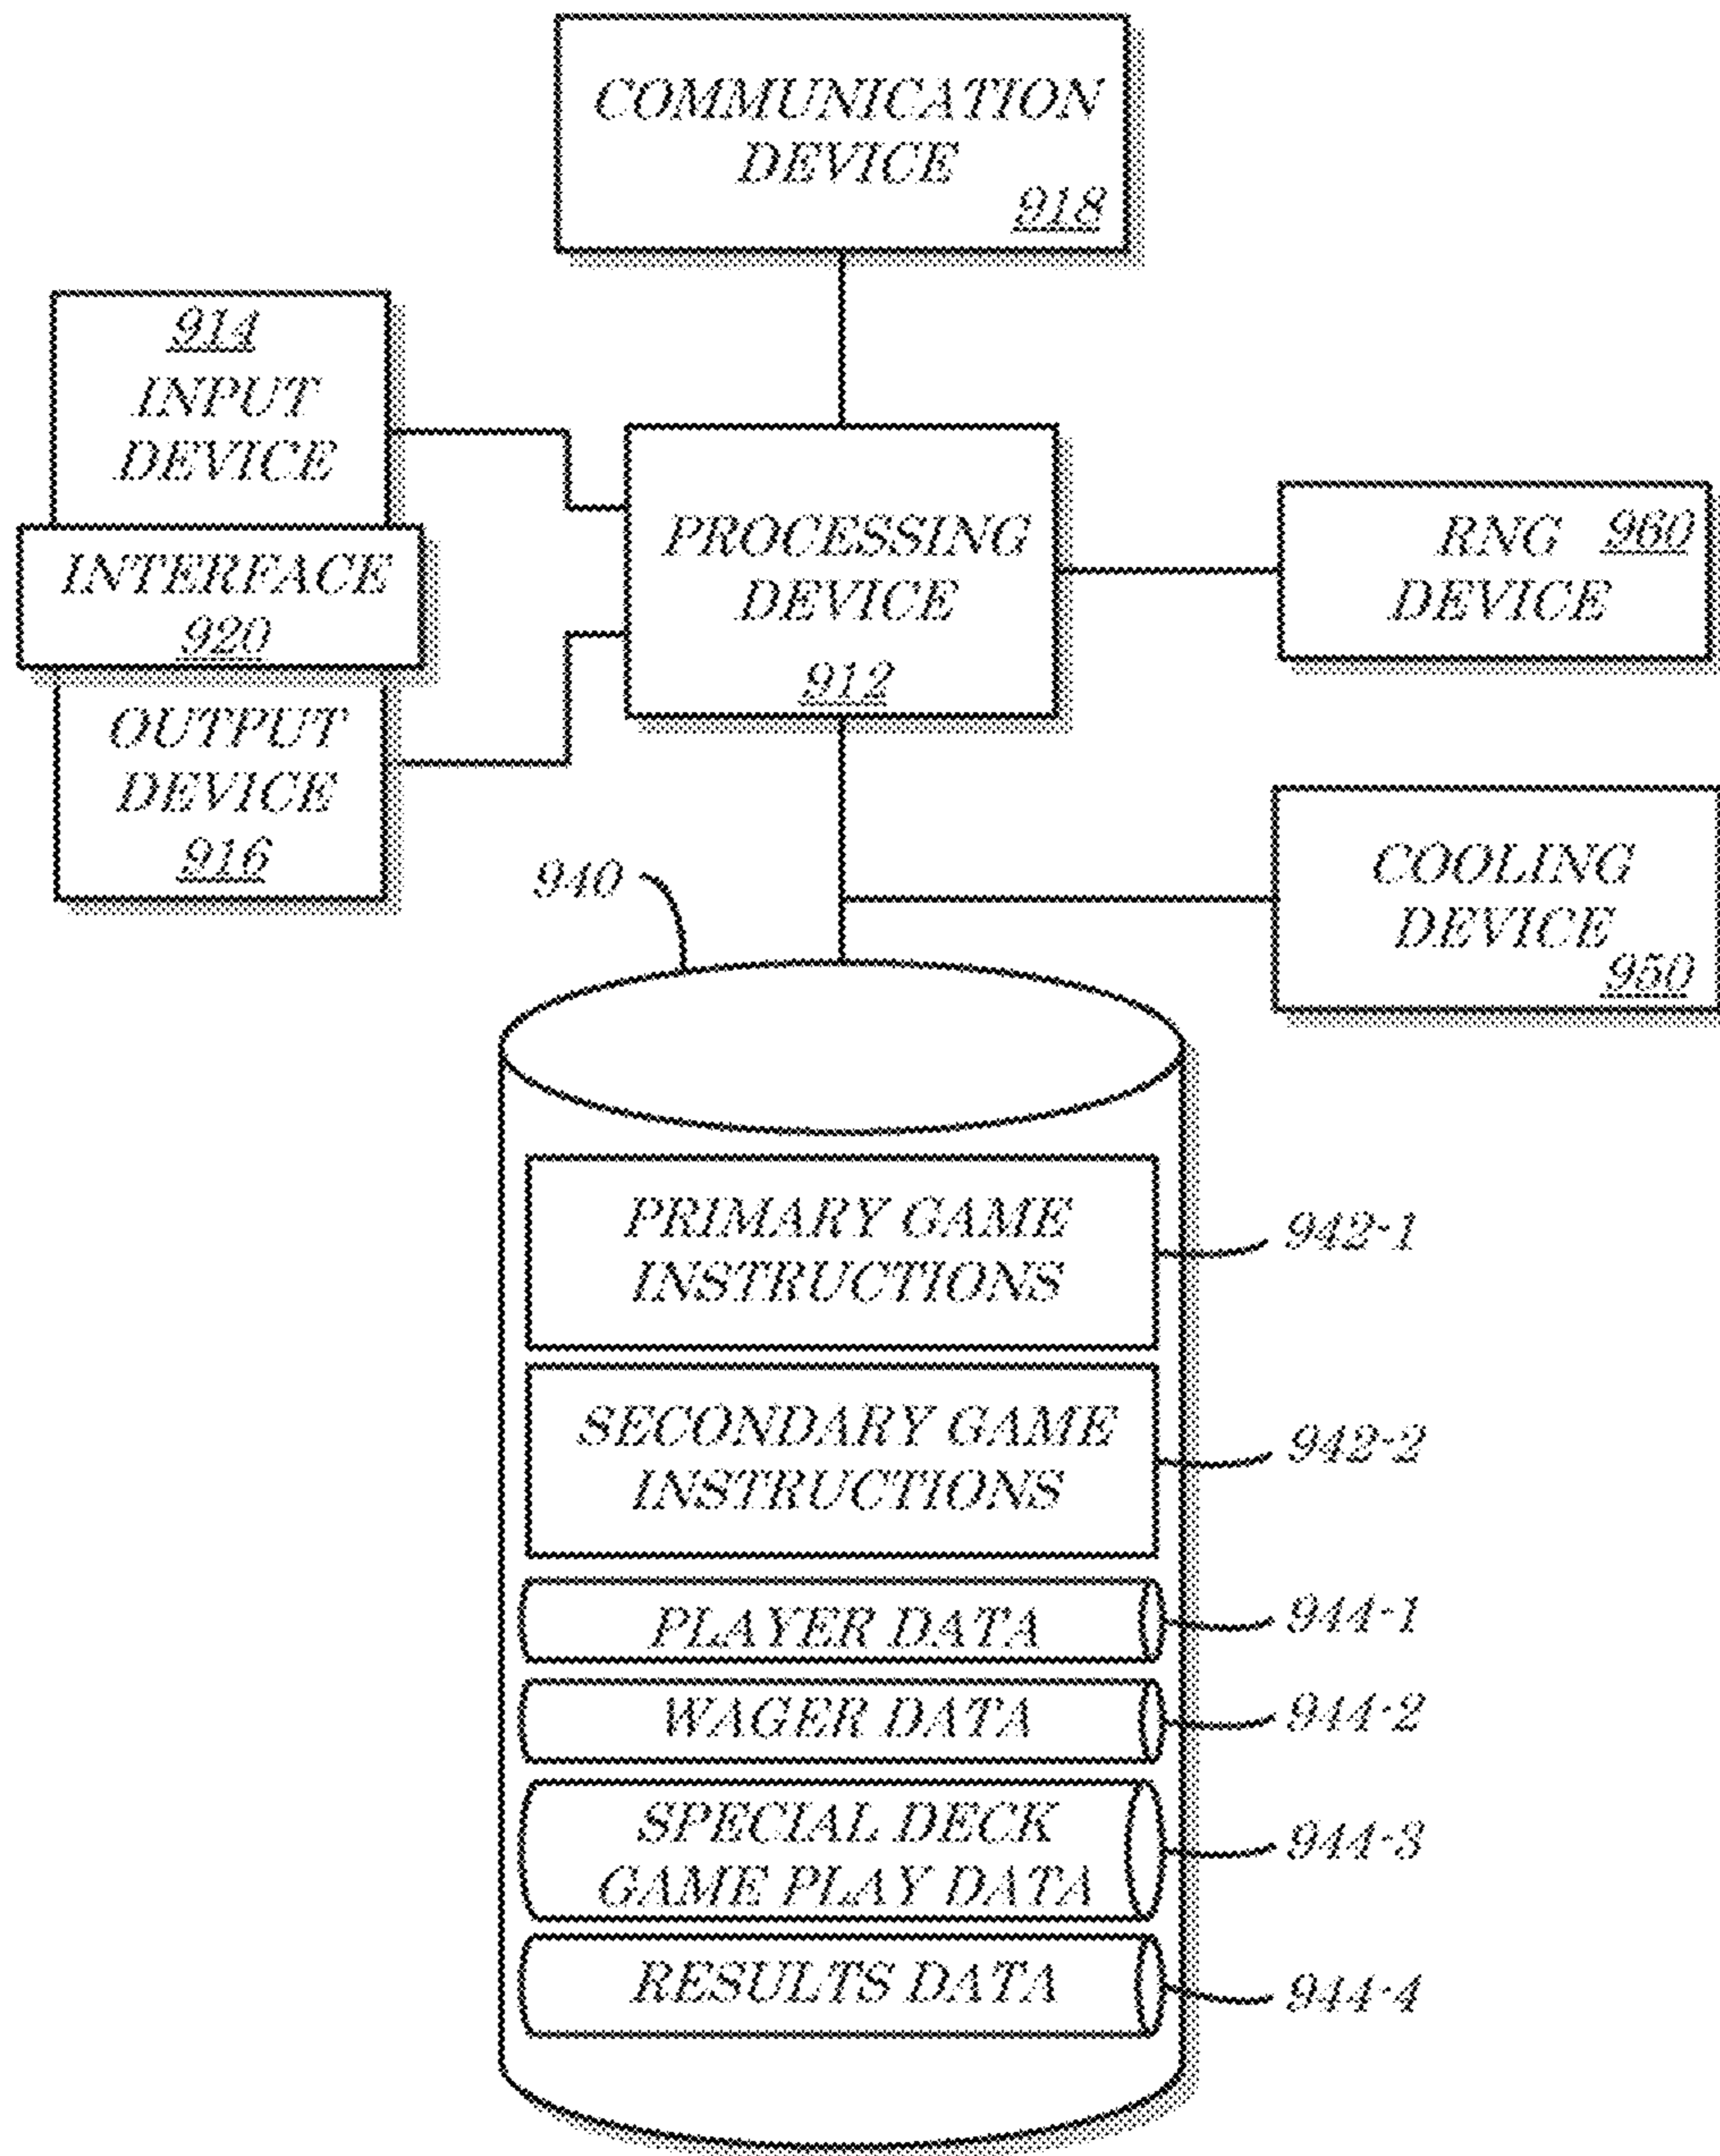 COMMUNICATION
DEVICE
918
914
INPUT
DEVICE
INTERFACE
920
OUTPUT
DEVICE
916
PROCESSING
DEVICE
912
RNG 960
DEVICE
COOLING
DEVICE
950
940
PRIMARY GAME
INSTRUCTIONS
942-1
SECONDARY GAME
INSTRUCTIONS
942-2
PLAYER DATA
944-1
WAGER DATA
944-2
SPECIAL DECK
GAME PLAY DATA
944-3
RESULTS DATA
944-4